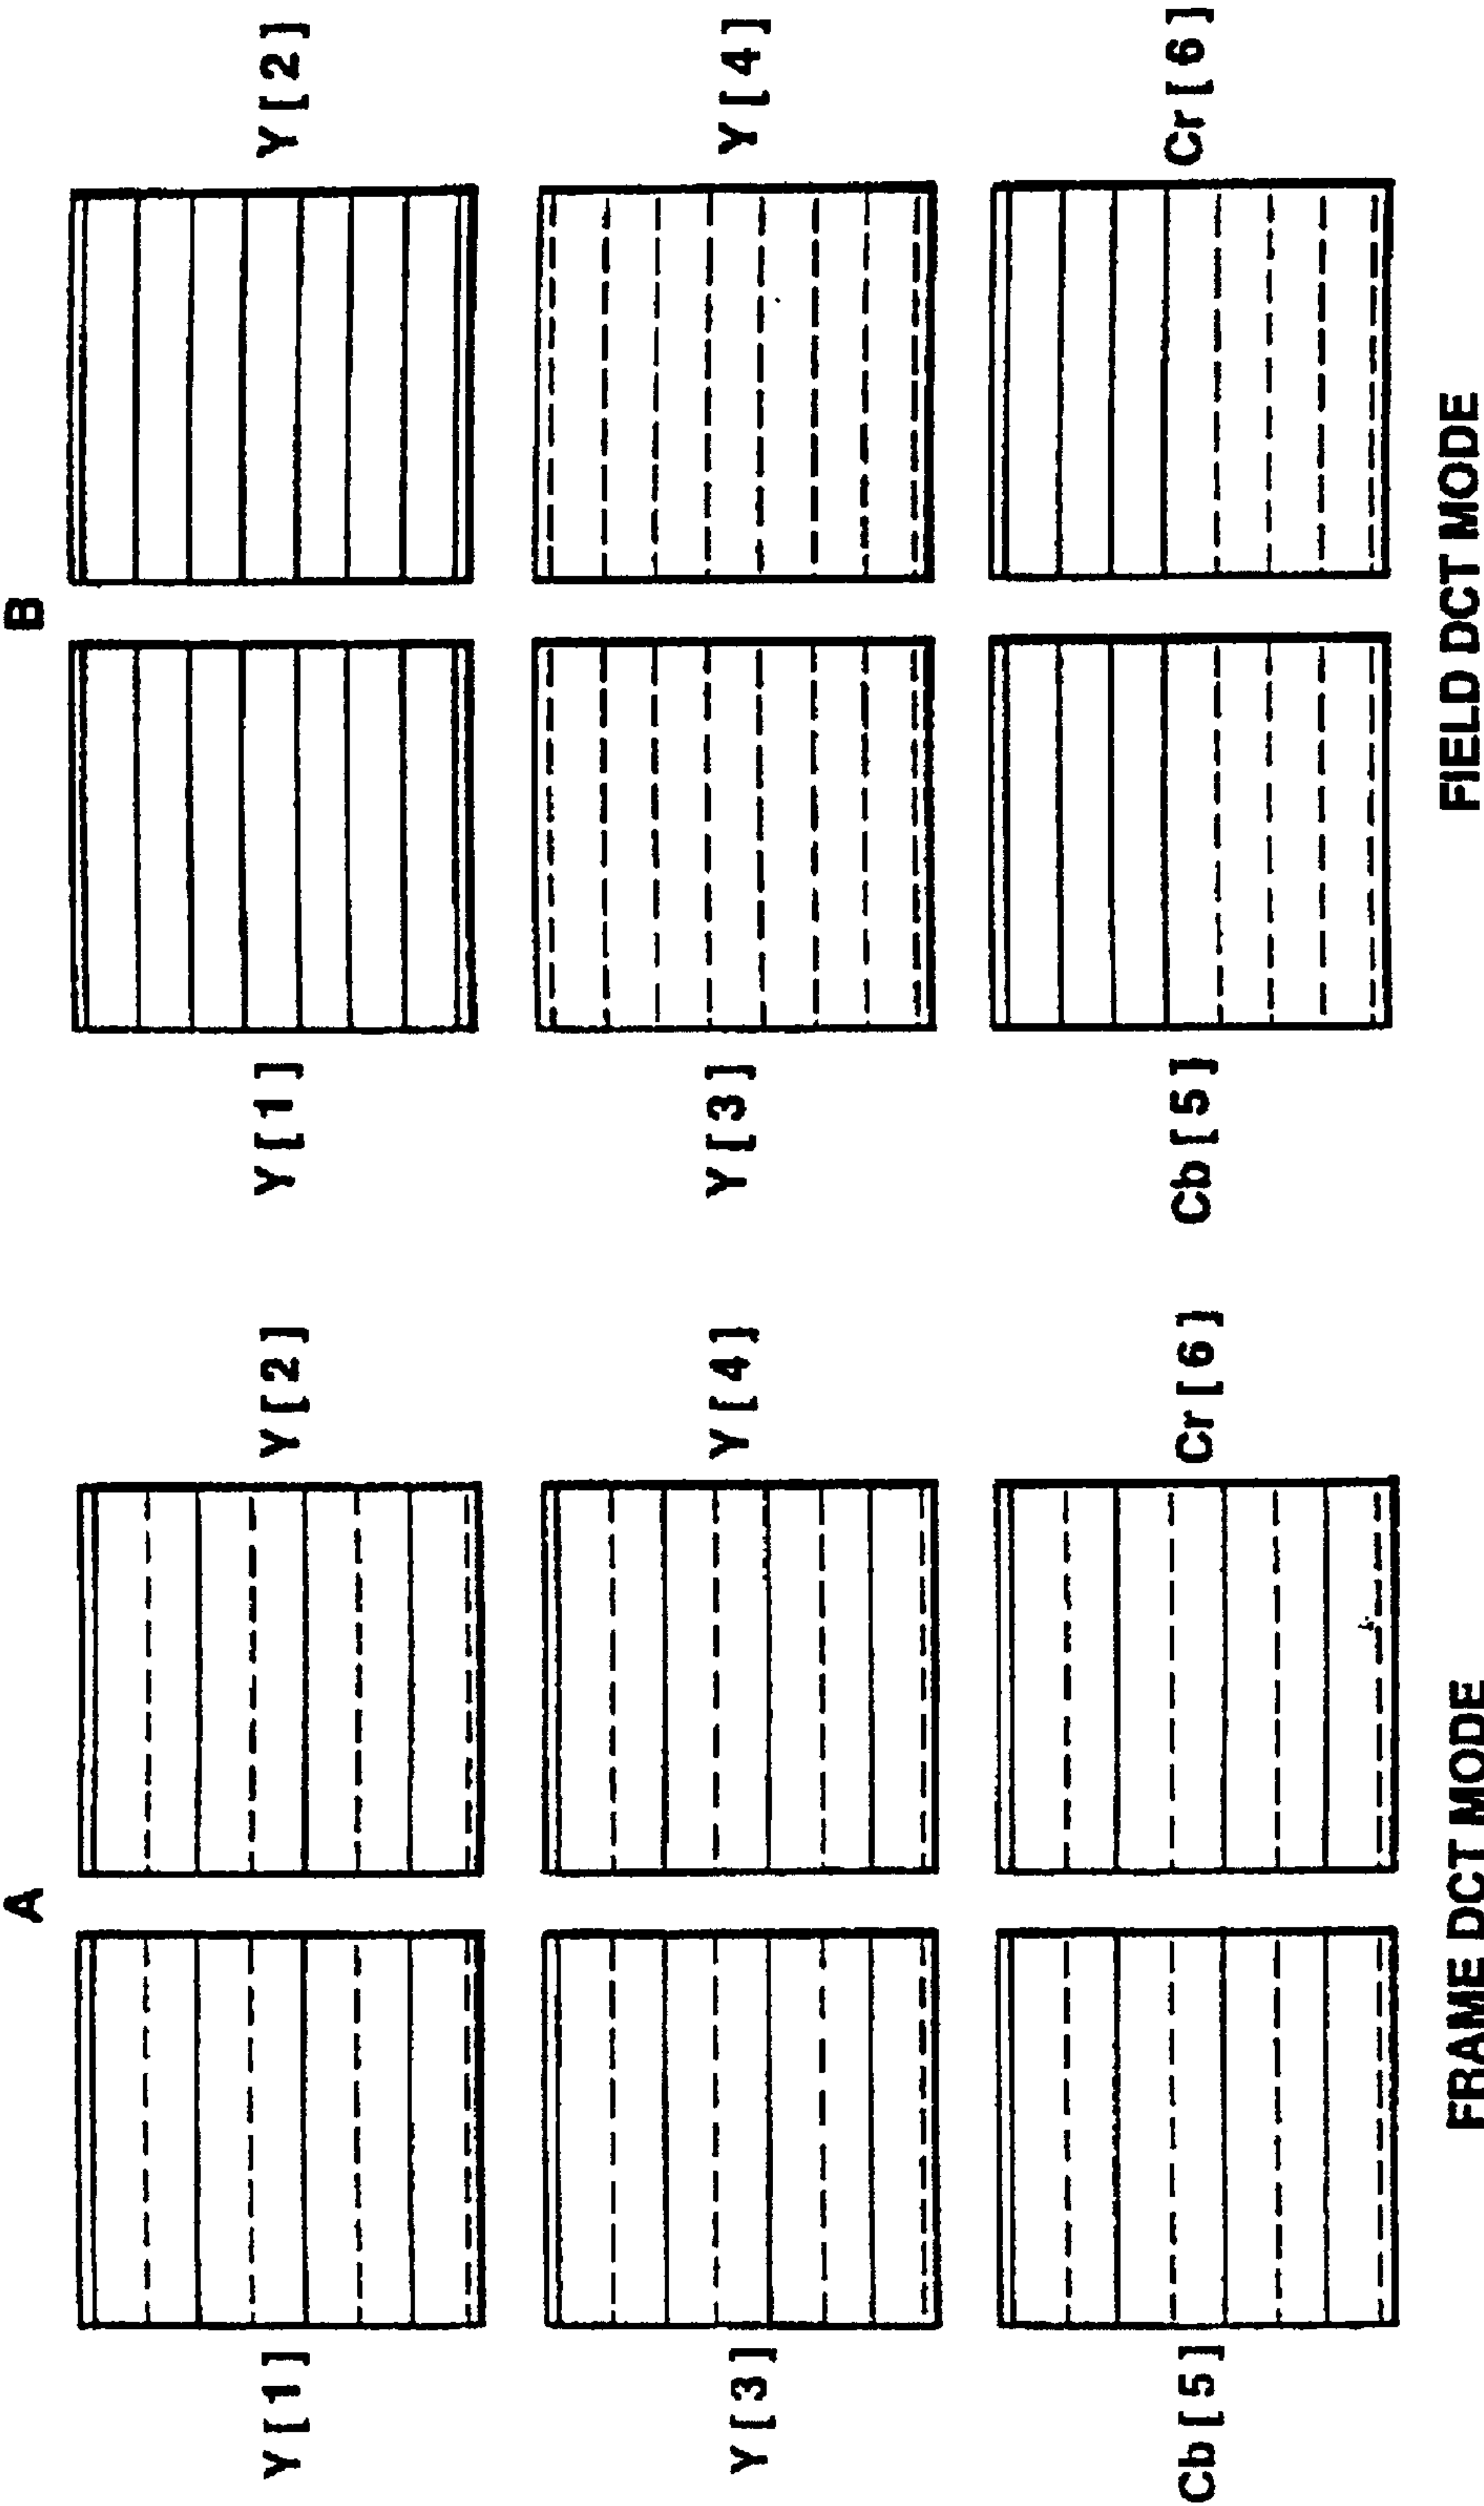 A
Y[1]
Y[2]
Y[3]
Y[4]
Cb[5]
Cr[6]
FRAME DCT MODE
B
Y[1]
Y[2]
Y[3]
Y[4]
Cb[5]
Cr[6]
FIELD DCT MODE